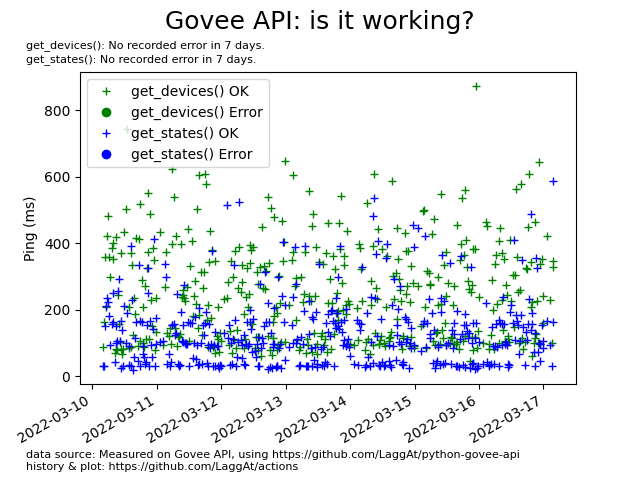 Govee API: is it working?
get_devices(): No recorded error in 7 days.
get_states(): No recorded error in 7 days.
get_devices() OK
get_devices() Error
get_states() OK
get_states() Error
800
600
400
200
0
Ping (ms)
2022-03-10
2022-03-11
2022-03-12
2022-03-13
2022-03-14
2022-03-15
2022-03-16
2022-03-17
data source: Measured on Govee API, using https://github.com/LaggAt/python-govee-api
history & plot: https://github.com/LaggAt/actions